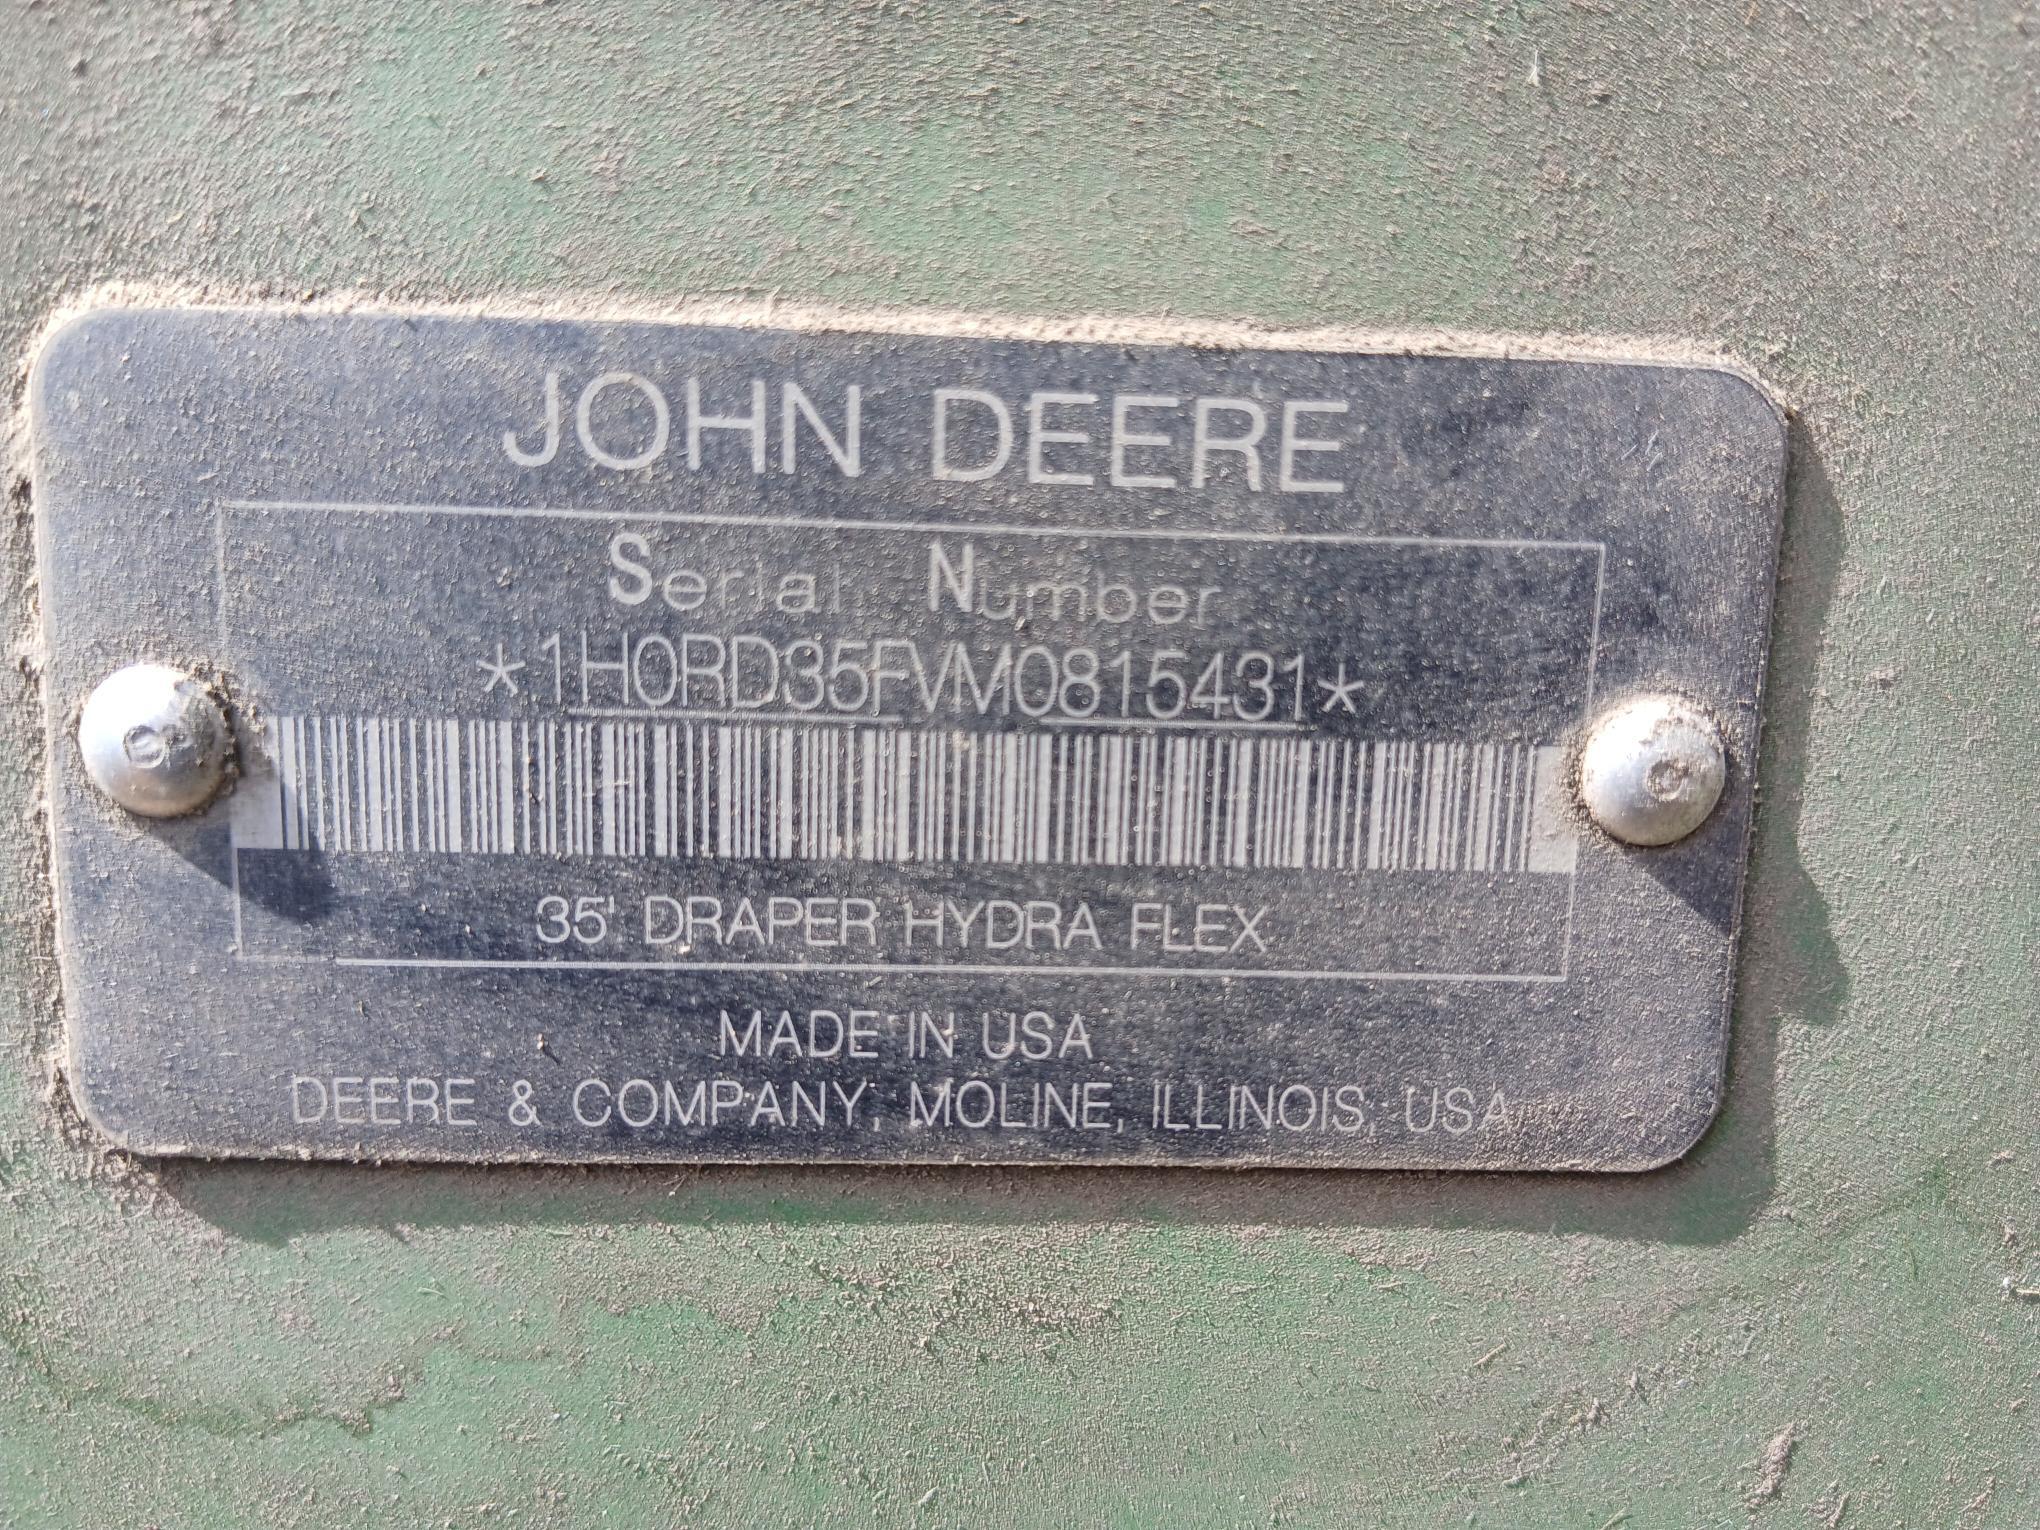 JOHN DEERE
Serial Number
*1H0RD35FVM0815431*
35' DRAPER HYDRA FLEX
MADE IN USA
DEERE & COMPANY, MOLINE, ILLINOIS, USA